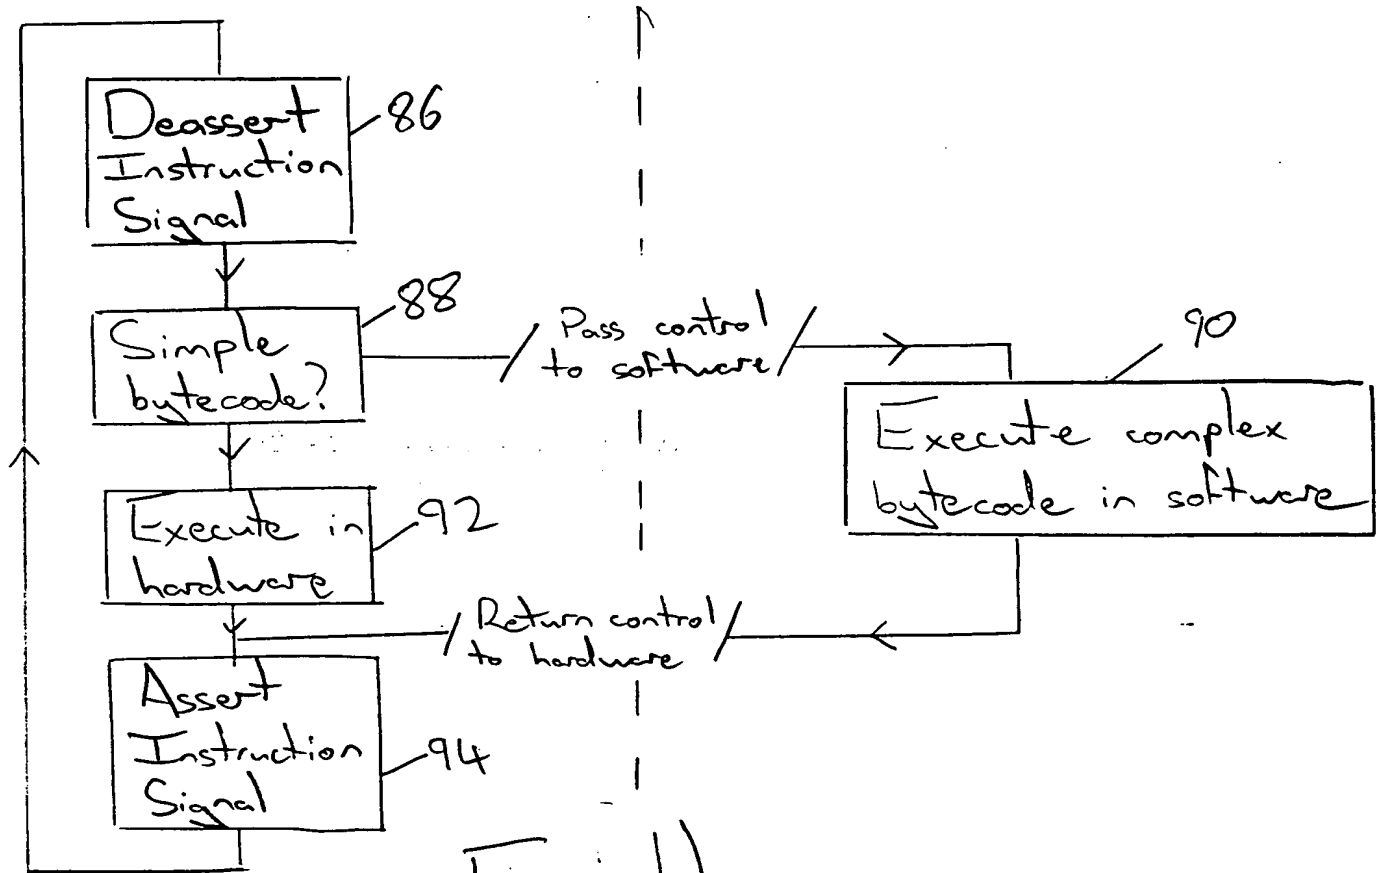 Deassert
Instruction
Signal
86
Simple
bytecode?
88
Pass control
to software
90
Execute complex
bytecode in software
Execute in
hardware
92
Return control
to hardware
Assert
Instruction
Signal
94